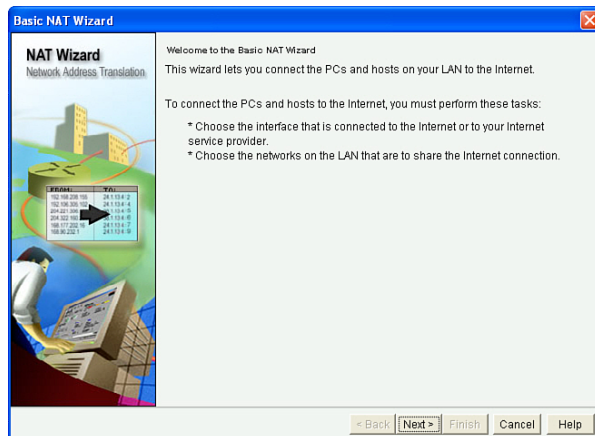 Basic NAT Wizard
NAT Wizard
Network Address Translation
Welcome to the Basic NAT Wizard
This wizard lets you connect the PCs and hosts on your LAN to the Internet.
To connect the PCs and hosts to the Internet, you must perform these tasks:
* Choose the interface that is connected to the Internet or to your Internet
service provider.
* Choose the networks on the LAN that are to share the Internet connection.
FROM: TO:
< Back Next > Finish Cancel Help